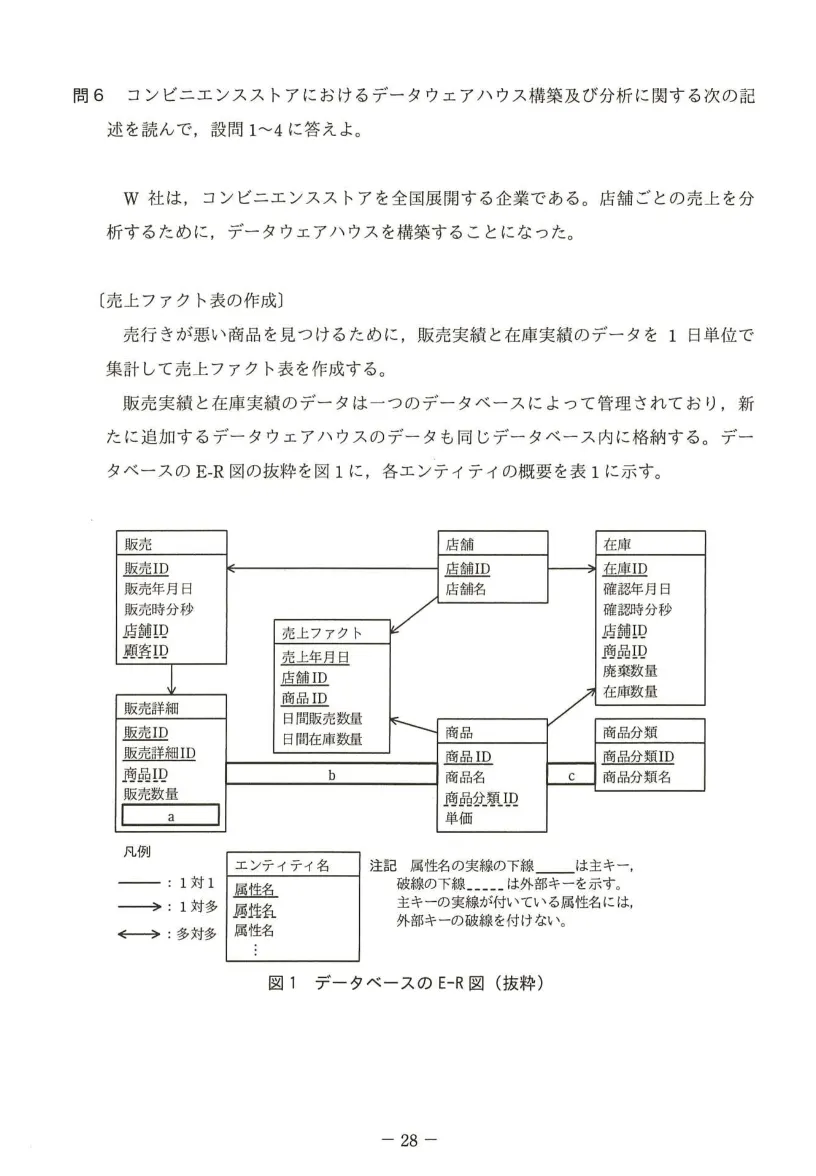 問6 コンビニエンスストアにおけるデータウェアハウス構築及び分析に関する次の記
述を読んで，設問1～4に答えよ。
W 社は，コンビニエンスストアを全国展開する企業である。店舗ごとの売上を分
析するために，データウェアハウスを構築することになった。
〔売上ファクト表の作成〕
売行きが悪い商品を見つけるために，販売実績と在庫実績のデータを 1 日単位で
集計して売上ファクト表を作成する。
販売実績と在庫実績のデータは一つのデータベースによって管理されており，新
たに追加するデータウェアハウスのデータも同じデータベース内に格納する。デー
タベースの E-R 図の抜粋を図1に，各エンティティの概要を表1に示す。
販売
販売ID
販売年月日
販売時分秒
店舗ID
顧客ID
店舗
店舗ID
店舗名
在庫
在庫ID
確認年月日
確認時分秒
店舗ID
商品ID
廃棄数量
在庫数量
売上ファクト
売上年月日
店舗ID
商品ID
日間販売数量
日間在庫数量
販売詳細
販売ID
販売詳細ID
商品ID
販売数量
a
b
商品
商品ID
商品名
商品分類ID
単価
c
商品分類
商品分類ID
商品分類名
凡例
：1対1
：1対多
：多対多
エンティティ名
属性名
属性名
属性名
⋮
注記 属性名の実線の下線＿＿は主キー，
破線の下線_____は外部キーを示す。
主キーの実線が付いている属性名には，
外部キーの破線を付けない。
図1 データベースのE-R図（抜粋）
－ 28 －